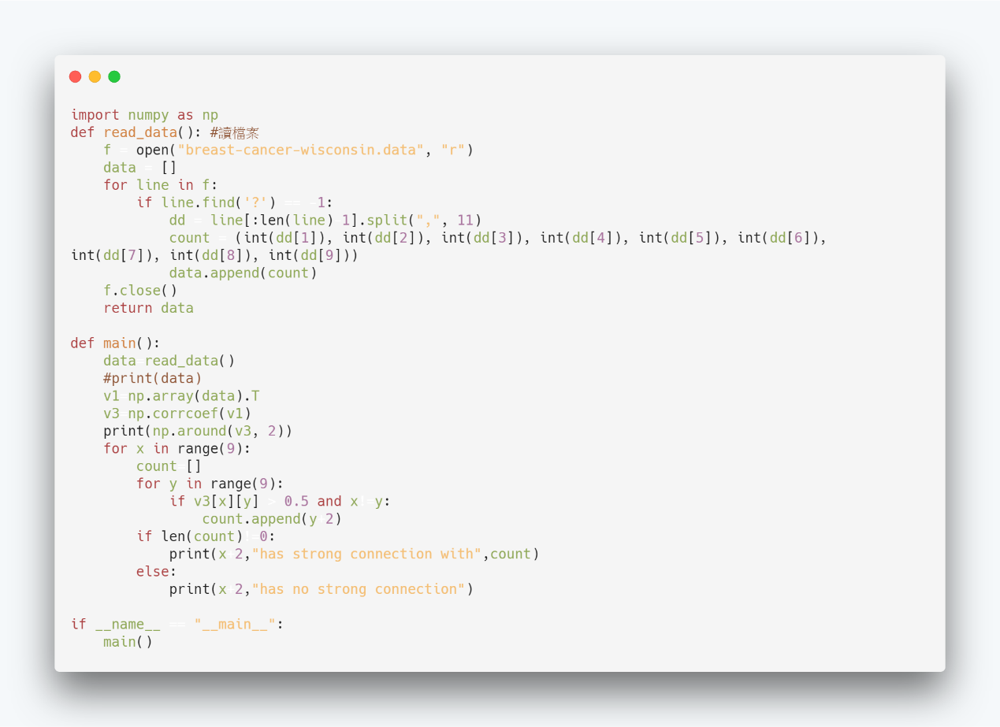 import numpy as np
def read_data(): #讀檔案
    f = open("breast-cancer-wisconsin.data", "r")
    data = []
    for line in f:
        if line.find('?') == -1:
            dd = line[:len(line)-1].split(",", 11)
            count = (int(dd[1]), int(dd[2]), int(dd[3]), int(dd[4]), int(dd[5]), int(dd[6]),
int(dd[7]), int(dd[8]), int(dd[9]))
            data.append(count)
    f.close()
    return data

def main():
    data=read_data()
    #print(data)
    v1=np.array(data).T
    v3=np.corrcoef(v1)
    print(np.around(v3, 2))
    for x in range(9):
        count=[]
        for y in range(9):
            if v3[x][y] > 0.5 and x!=y:
                count.append(y+2)
        if len(count)!=0:
            print(x+2,"has strong connection with",count)
        else:
            print(x+2,"has no strong connection")

if __name__ == "__main__":
    main()